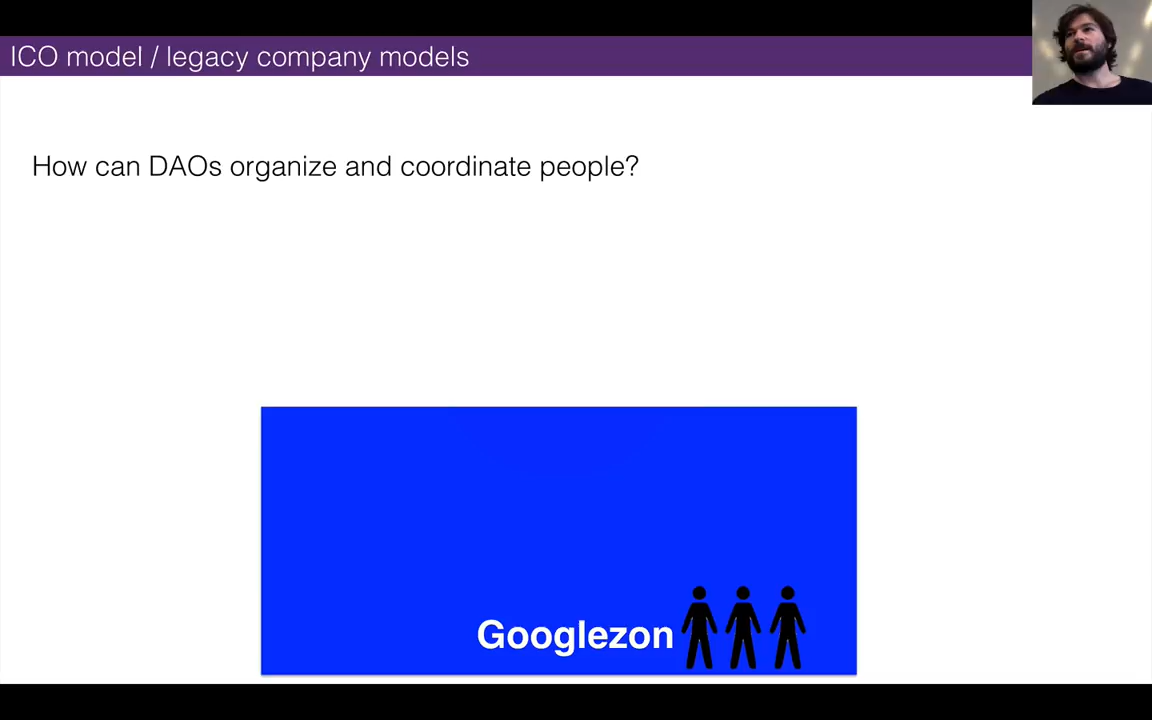 ICO model / legacy company models
How can DAOs organize and coordinate people?
Googlezon